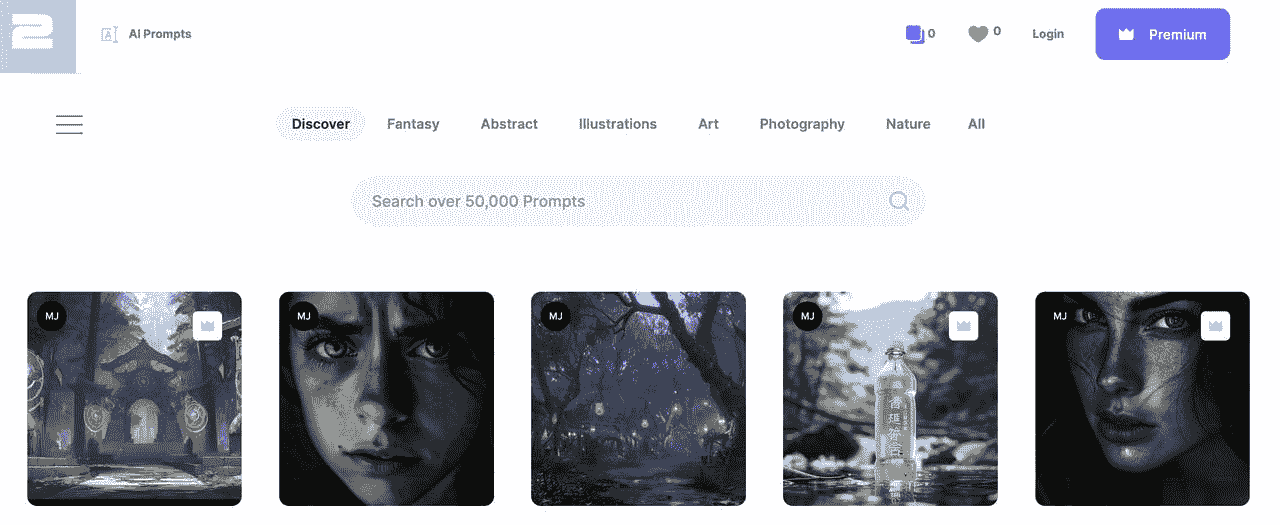 2
AI Prompts
0
0
Login
Premium
Discover
Fantasy
Abstract
Illustrations
Art
Photography
Nature
All
Search over 50,000 Prompts
MJ
MJ
MJ
MJ
MJ